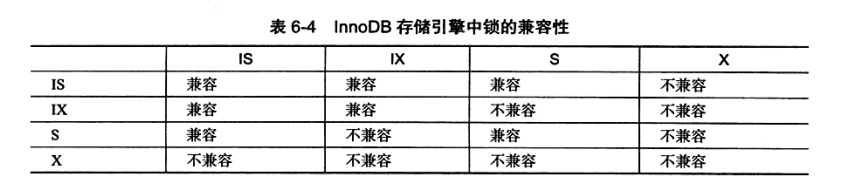 表 6-4 InnoDB 存储引擎中锁的兼容性
IS IX S X
IS 兼容 兼容 兼容 不兼容
IX 兼容 兼容 不兼容 不兼容
S 兼容 不兼容 兼容 不兼容
X 不兼容 不兼容 不兼容 不兼容